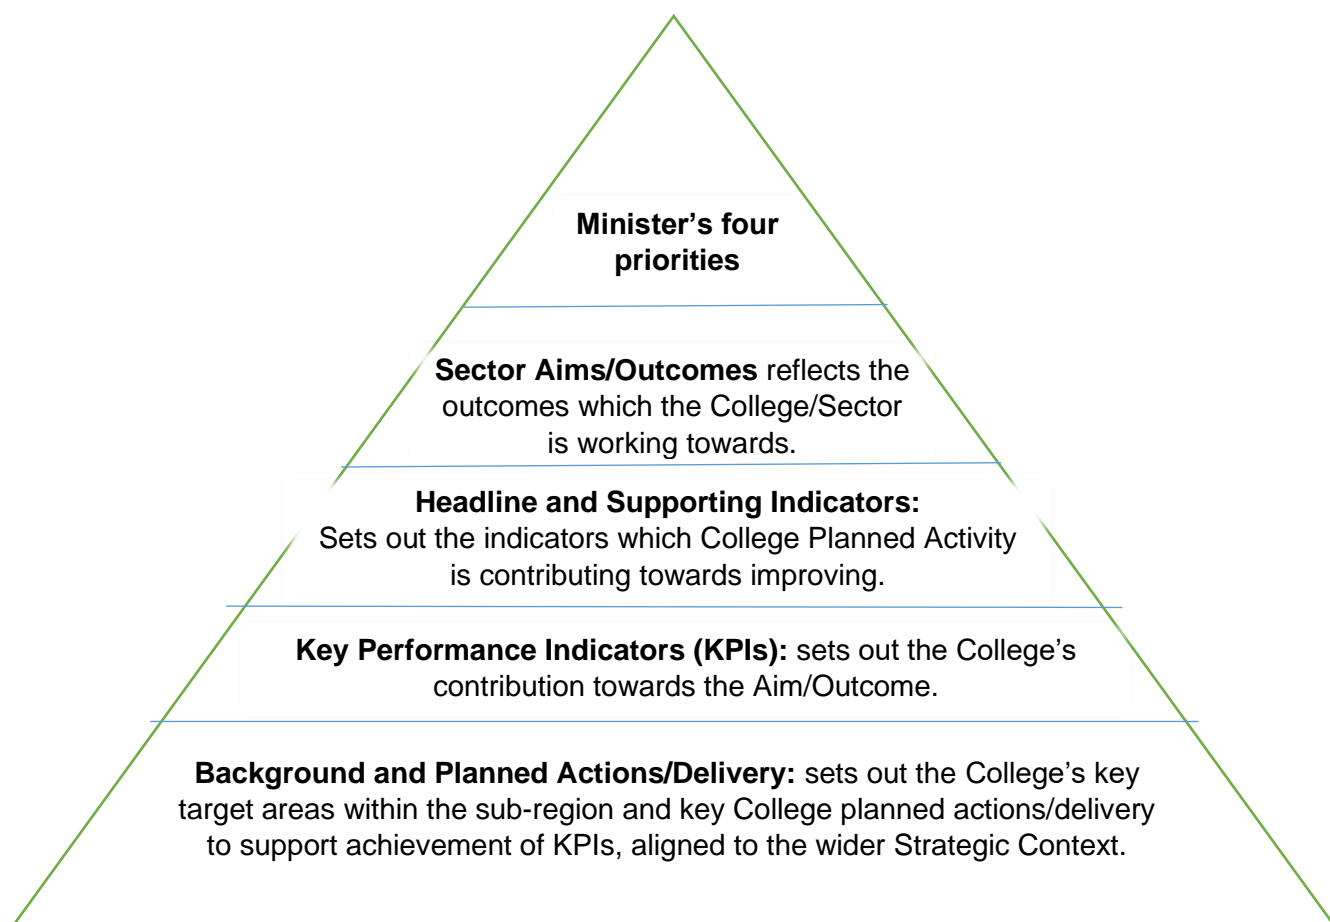 Minister’s four
priorities
Sector Aims/Outcomes reflects the
outcomes which the College/Sector
is working towards.
Headline and Supporting Indicators:
Sets out the indicators which College Planned Activity
is contributing towards improving.
Key Performance Indicators (KPIs): sets out the College’s
contribution towards the Aim/Outcome.
Background and Planned Actions/Delivery: sets out the College’s key
target areas within the sub-region and key College planned actions/delivery
to support achievement of KPIs, aligned to the wider Strategic Context.